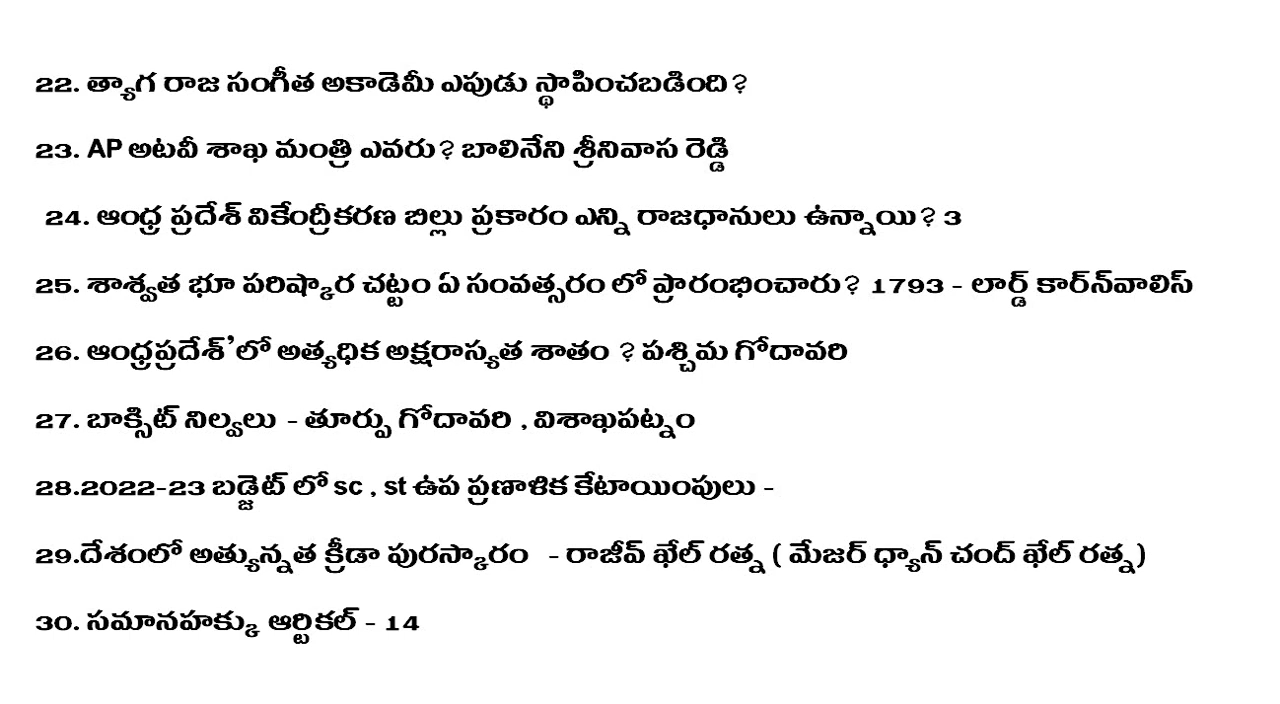 22. త్యాగ రాజ సంగీత అకాడెమీ ఎపుడు స్థాపించబడింది?
23. AP అటవీ శాఖ మంత్రి ఎవరు? బాలినేని శ్రీనివాస రెడ్డి
24. ఆంధ్ర ప్రదేశ్ వికేంద్రీకరణ బిల్లు ప్రకారం ఎన్ని రాజధానులు ఉన్నాయి? 3
25. శాశ్వత భూ పరిష్కార చట్టం ఏ సంవత్సరం లో ప్రారంభించారు? 1793 - లార్డ్ కార్న్‌వాలిస్
26. ఆంధ్రప్రదేశ్'లో అత్యధిక అక్షరాస్యత శాతం ? పశ్చిమ గోదావరి
27. బాక్సిట్ నిల్వలు - తూర్పు గోదావరి , విశాఖపట్నం
28.2022-23 బడ్జెట్ లో sc , st ఉప ప్రణాళిక కేటాయింపులు -
29.దేశంలో అత్యున్నత క్రీడా పురస్కారం - రాజీవ్ ఖేల్ రత్న ( మేజర్ ధ్యాన్ చంద్ ఖేల్ రత్న)
30. సమానహక్కు ఆర్టికల్ - 14